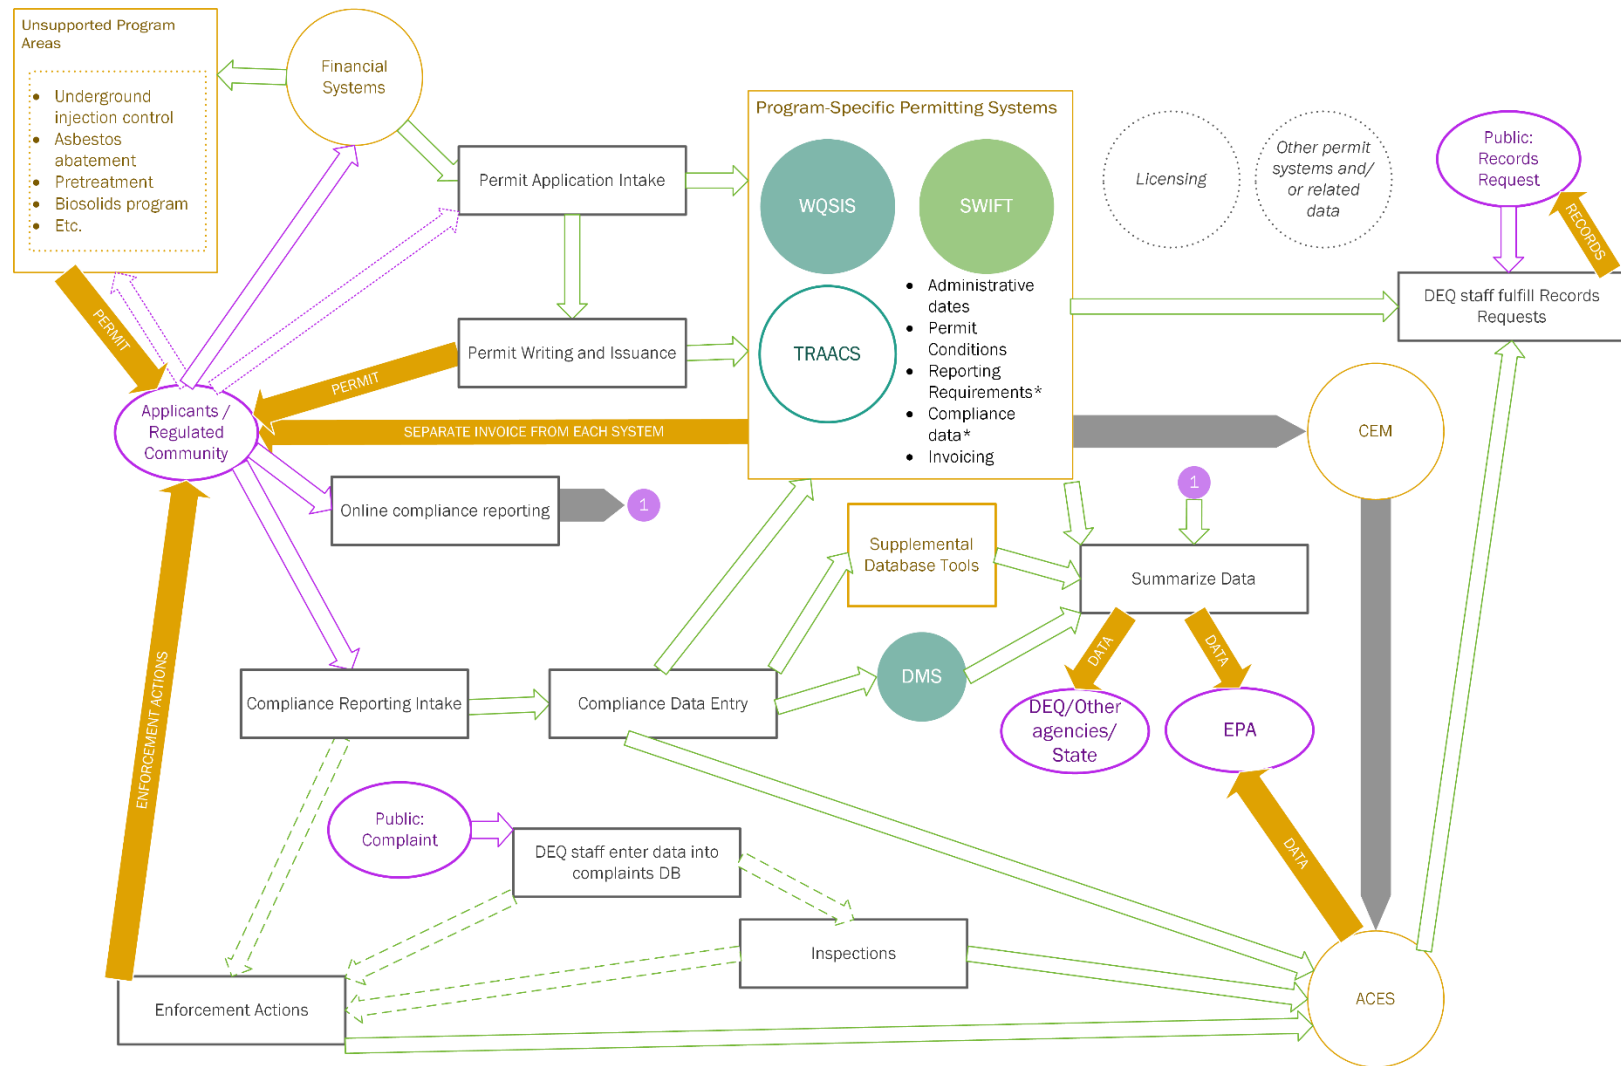 Unsupported Program
Areas
• Underground
injection control
• Asbestos
abatement
• Pretreatment
• Biosolids program
• Etc.
Financial
Systems
Permit Application Intake
Permit Writing and Issuance
Program-Specific Permitting Systems
WQSIS
SWIFT
TRAACS
• Administrative
dates
• Permit
Conditions
• Reporting
Requirements*
• Compliance
data*
• Invoicing
Licensing
Other permit
systems and/
or related
data
Public:
Records
Request
RECORDS
DEQ staff fulfill Records
Requests
PERMIT
PERMIT
SEPARATE INVOICE FROM EACH SYSTEM
Applicants /
Regulated
Community
CEM
Online compliance reporting
1
1
Supplemental
Database Tools
Summarize Data
DATA
DATA
DMS
DEQ/Other
agencies/
State
EPA
Compliance Reporting Intake
Compliance Data Entry
ENFORCEMENT ACTIONS
Public:
Complaint
DEQ staff enter data into
complaints DB
DATA
Inspections
Enforcement Actions
ACES